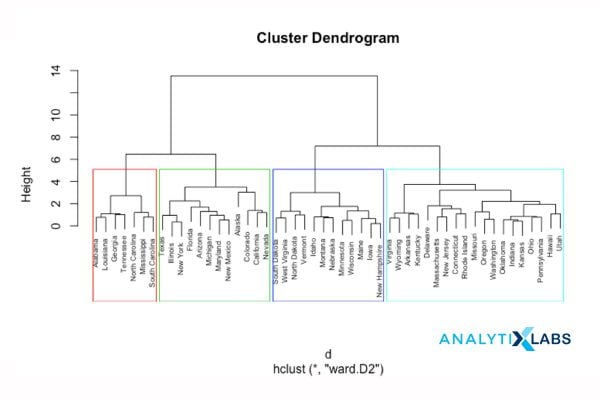 Cluster Dendrogram
Height
14
12
10
8
6
4
2
0
Alabama
Louisiana
Georgia
Tennessee
North Carolina
Mississippi
South Carolina
Texas
Illinois
New York
Florida
Arizona
Michigan
Maryland
New Mexico
Alaska
Colorado
California
Nevada
South Dakota
West Virginia
North Dakota
Vermont
Idaho
Montana
Nebraska
Minnesota
Wisconsin
Maine
Iowa
New Hampshire
Virginia
Wyoming
Arkansas
Kentucky
Delaware
Massachusetts
New Jersey
Connecticut
Rhode Island
Missouri
Oregon
Washington
Oklahoma
Indiana
Kansas
Ohio
Pennsylvania
Hawaii
Utah
ANALYTIXLABS
d
hclust (*, "ward.D2")